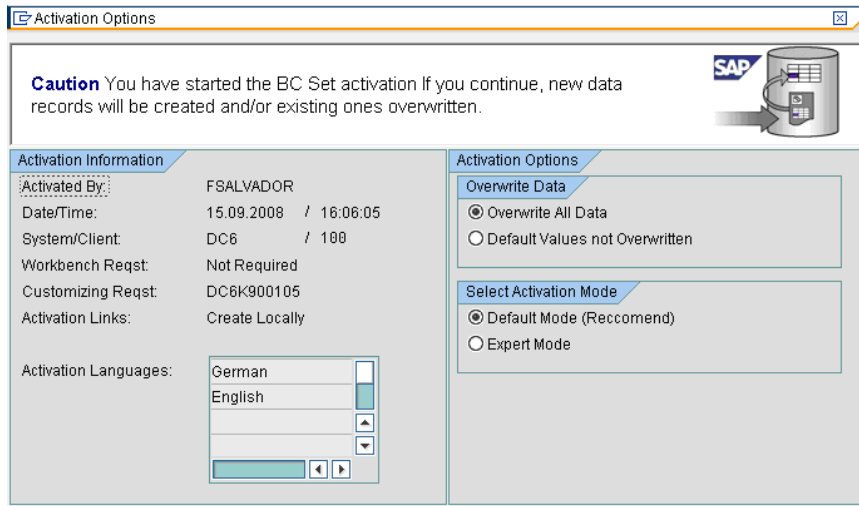 Activation Options
Caution You have started the BC Set activation If you continue, new data
records will be created and/or existing ones overwritten.
SAP
Activation Information
Activated By: FSALVADOR
Date/Time: 15.09.2008 / 16:06:05
System/Client: DC6 / 100
Workbench Reqst: Not Required
Customizing Reqst: DC6K900105
Activation Links: Create Locally
Activation Languages: German
English
Activation Options
Overwrite Data
Overwrite All Data
Default Values not Overwritten
Select Activation Mode
Default Mode (Reccomend)
Expert Mode